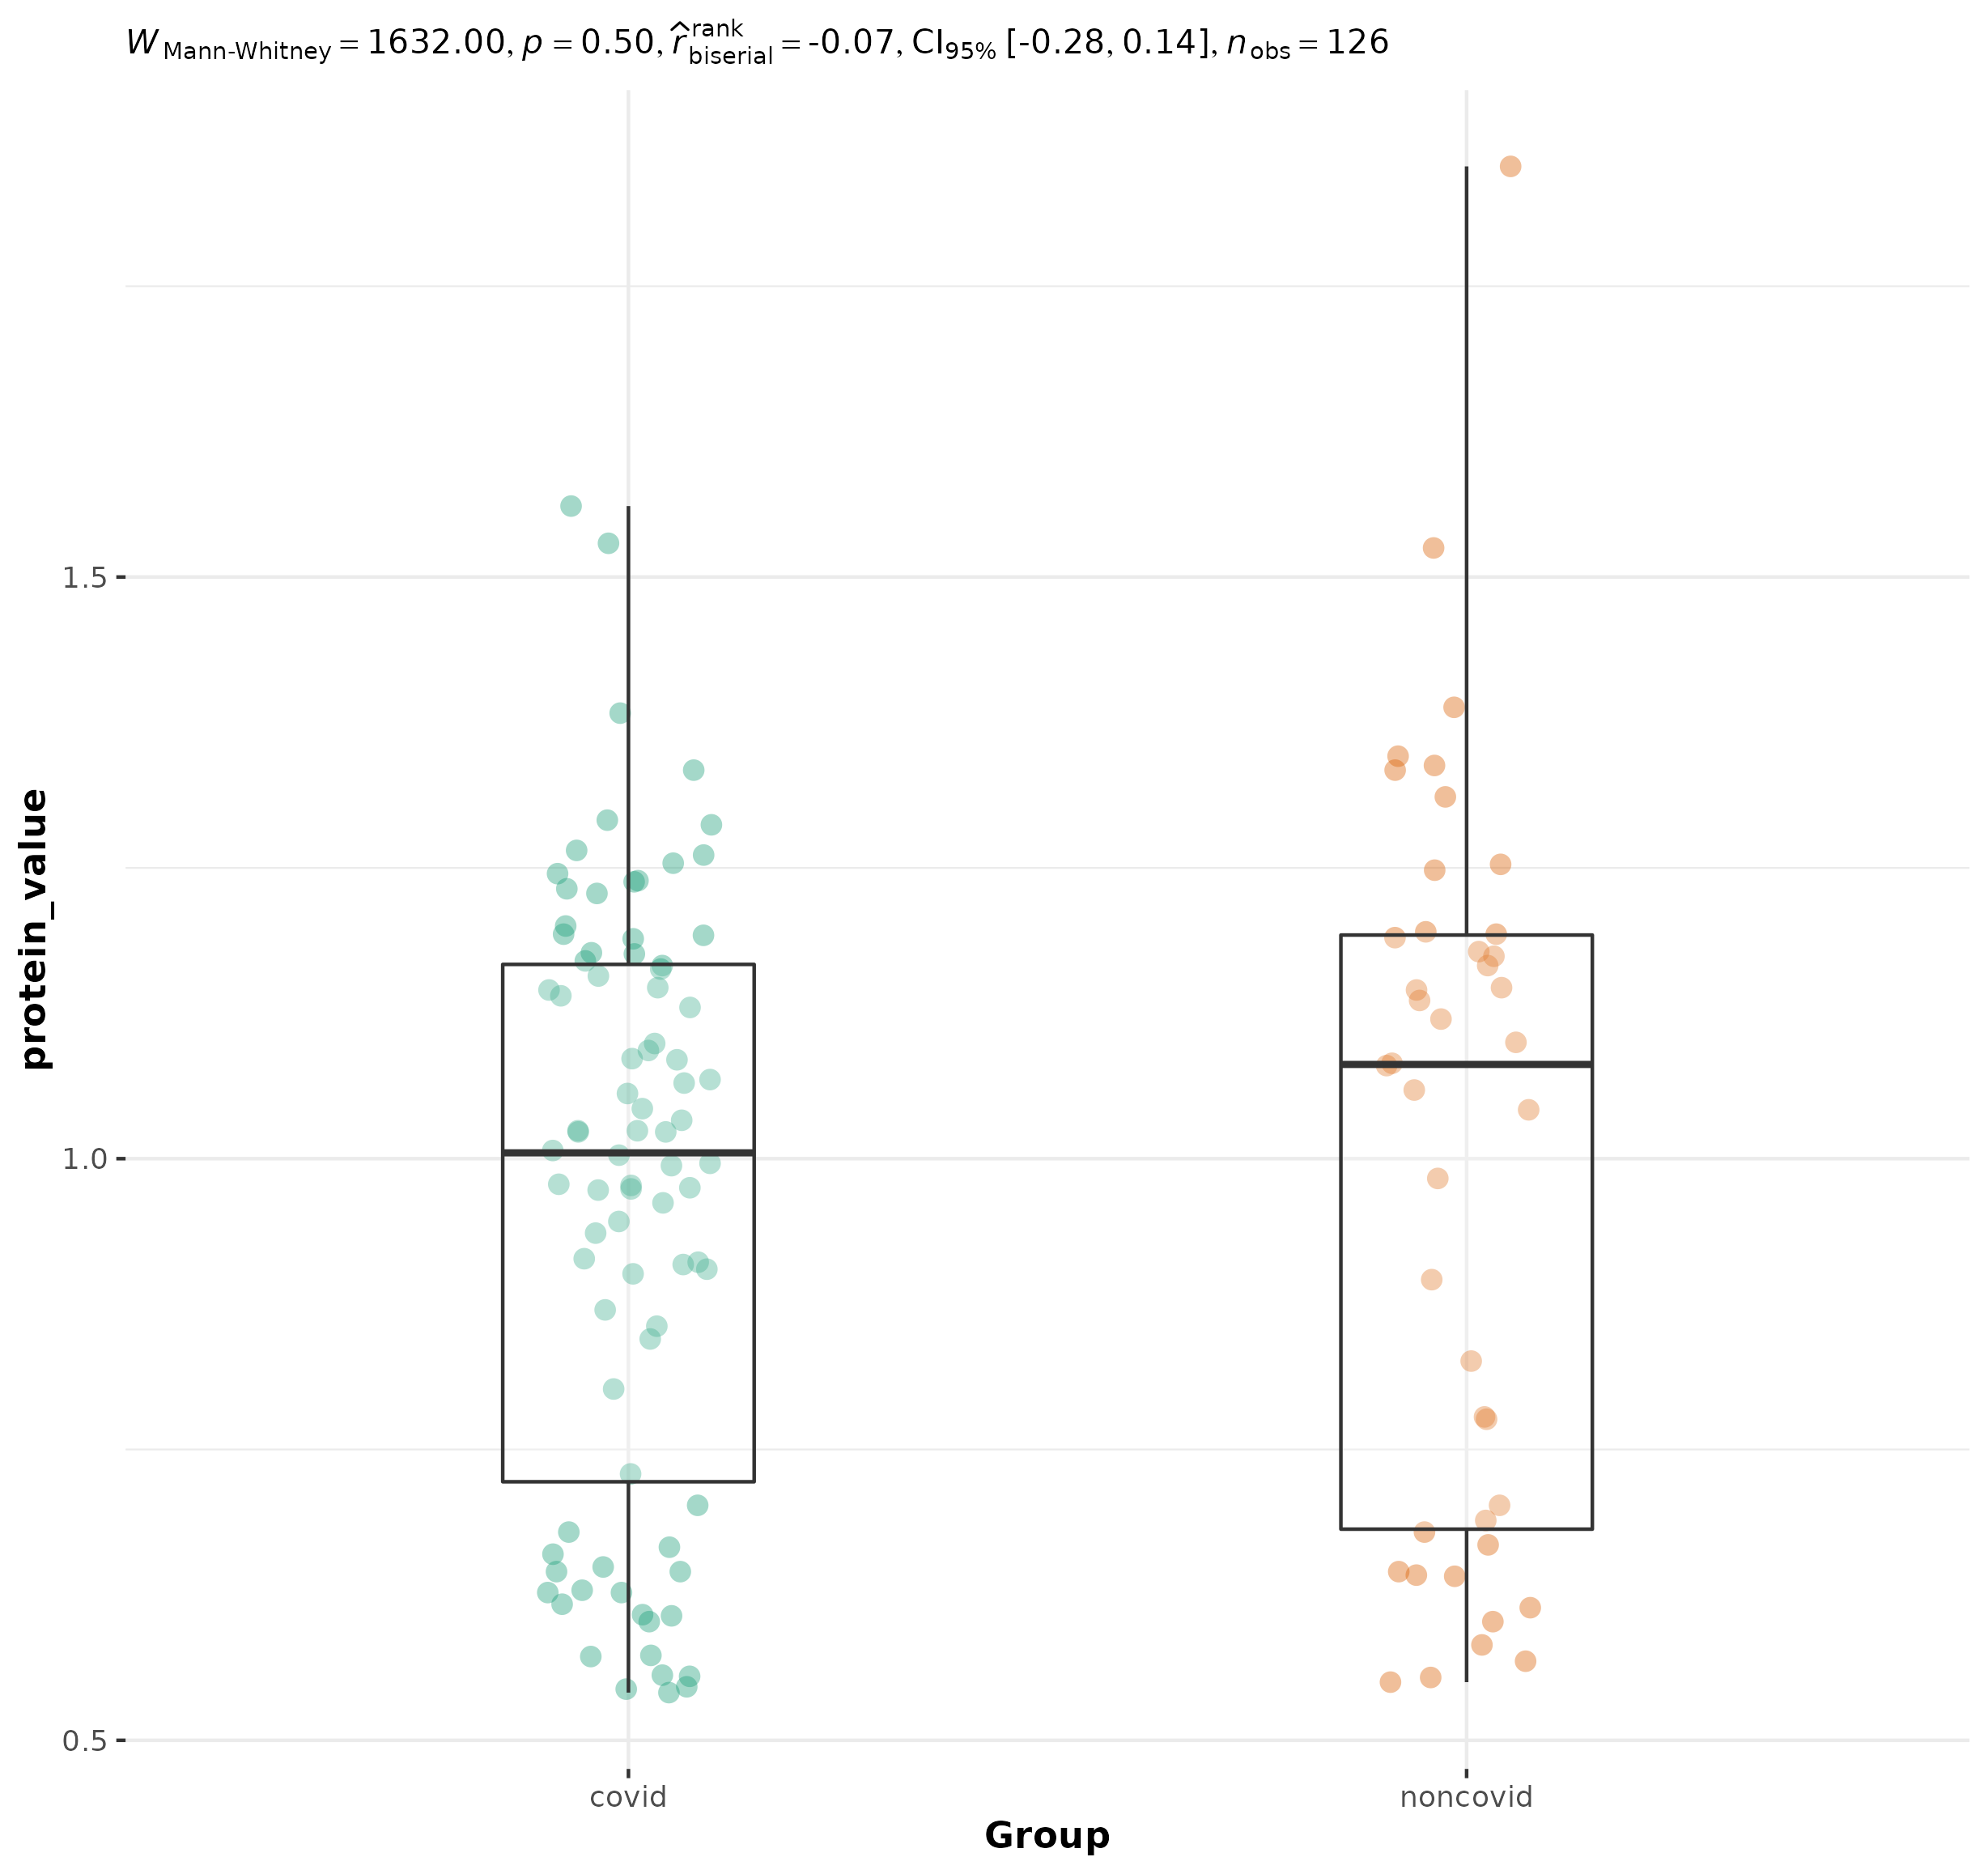 W Mann-Whitney = 1632.00, p = 0.50, r̂ rank biserial = -0.07, CI95% [-0.28, 0.14], nobs = 126
protein_value
1.5
1.0
0.5
covid noncovid
Group